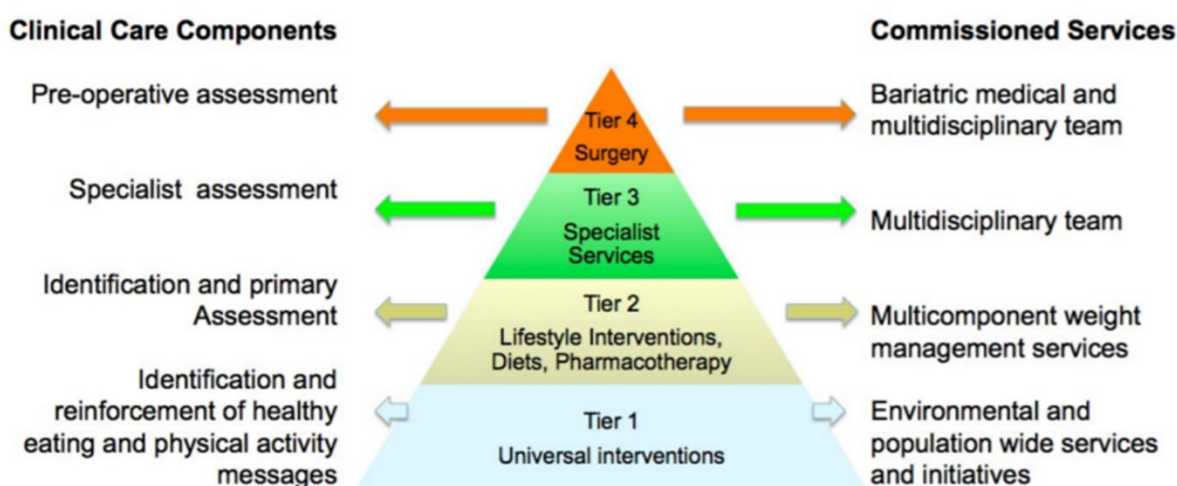 Clinical Care Components
Commissioned Services
Pre-operative assessment
Tier 4
Surgery
Bariatric medical and
multidisciplinary team
Specialist assessment
Tier 3
Specialist
Services
Multidisciplinary team
Identification and primary
Assessment
Tier 2
Lifestyle Interventions,
Diets, Pharmacotherapy
Multicomponent weight
management services
Identification and
reinforcement of healthy
eating and physical activity
messages
Tier 1
Universal interventions
Environmental and
population wide services
and initiatives